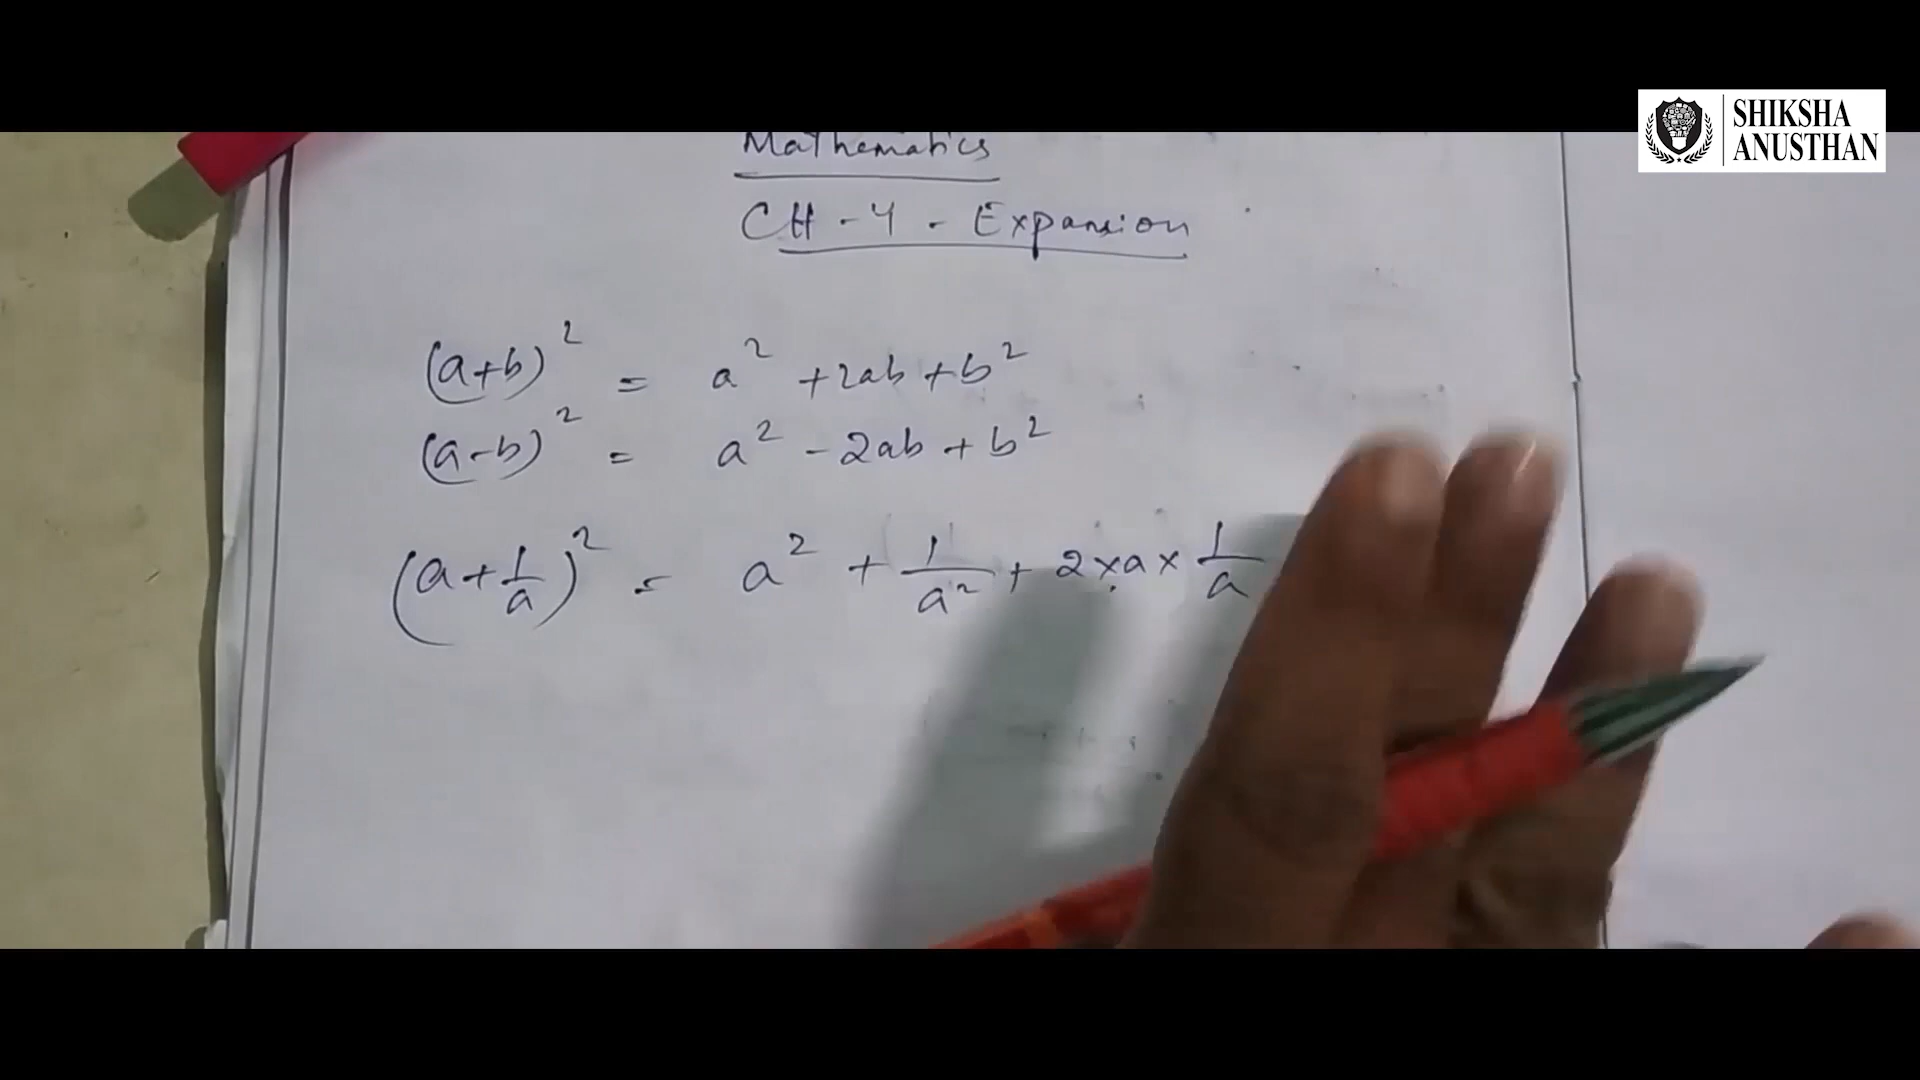 SHIKSHA
ANUSTHAN
Mathematics
CH - 4 - Expansion
(a+b)² = a² + 2ab + b²
(a-b)² = a² - 2ab + b²
(a + 1/a)² = a² + 1/a² + 2×a× 1/a